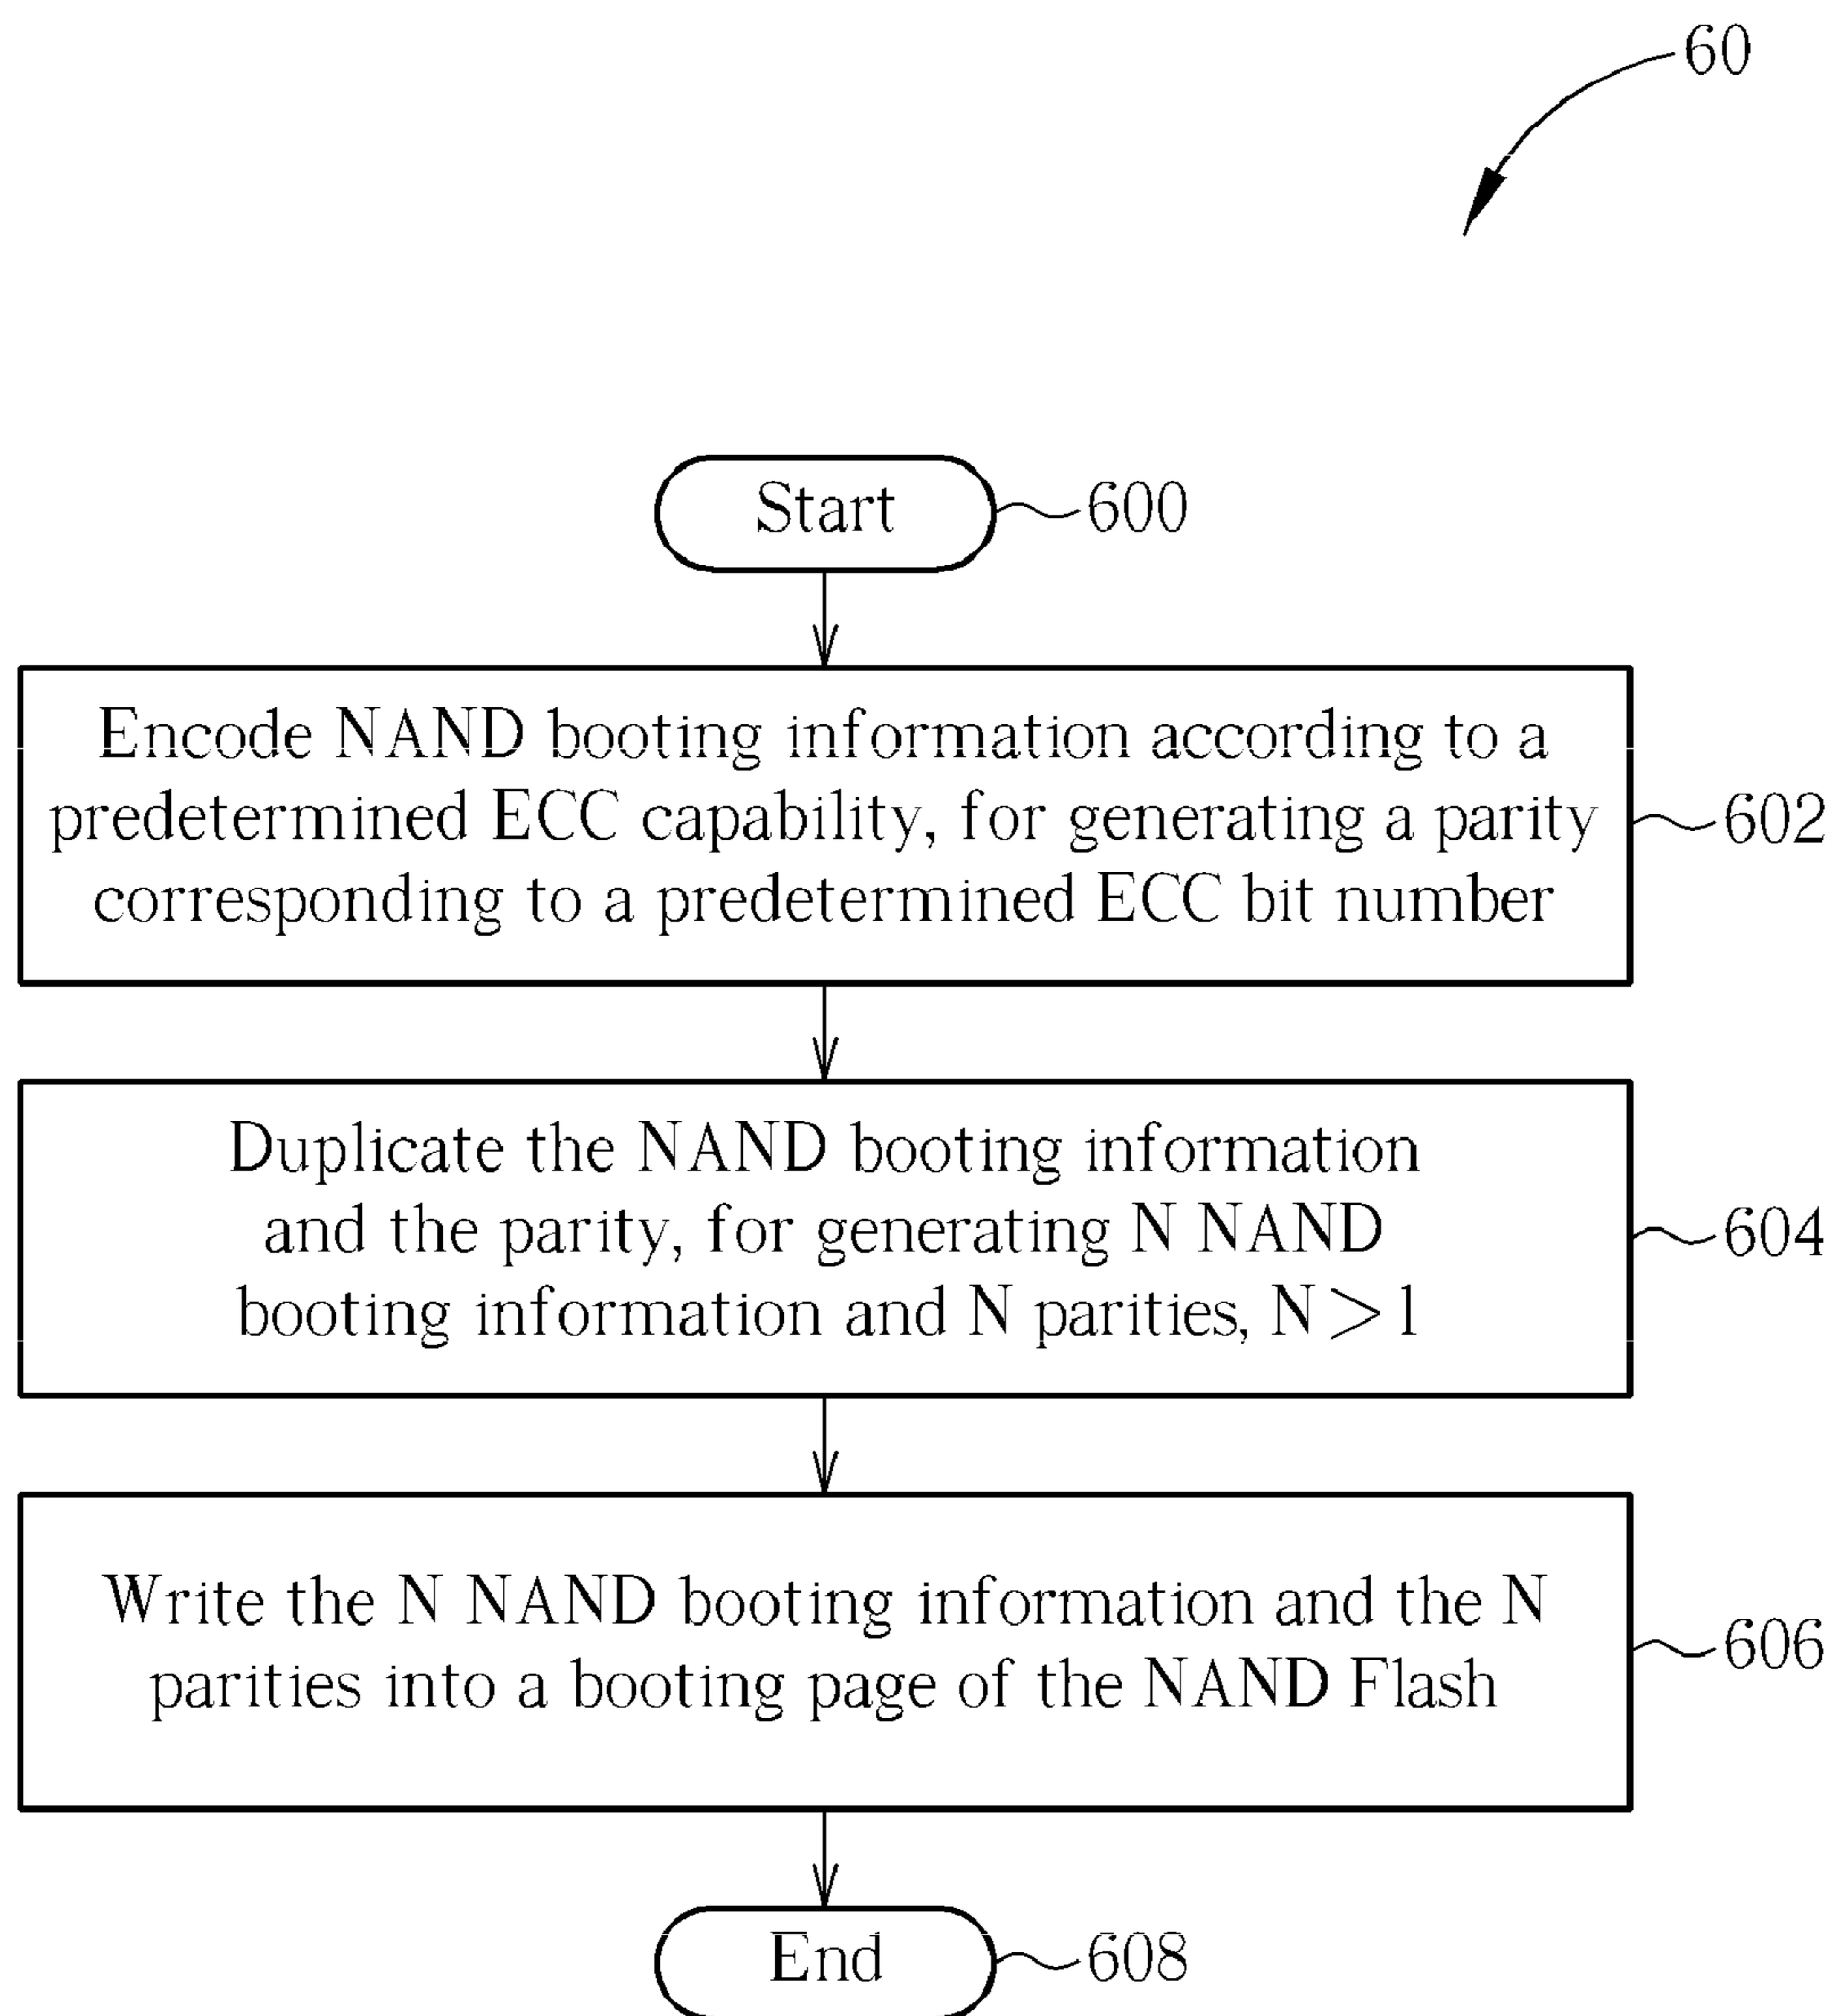 60
Start
600
Encode NAND booting information according to a
predetermined ECC capability, for generating a parity
corresponding to a predetermined ECC bit number
602
Duplicate the NAND booting information
and the parity, for generating N NAND
booting information and N parities, N>1
604
Write the N NAND booting information and the N
parities into a booting page of the NAND Flash
606
End
608